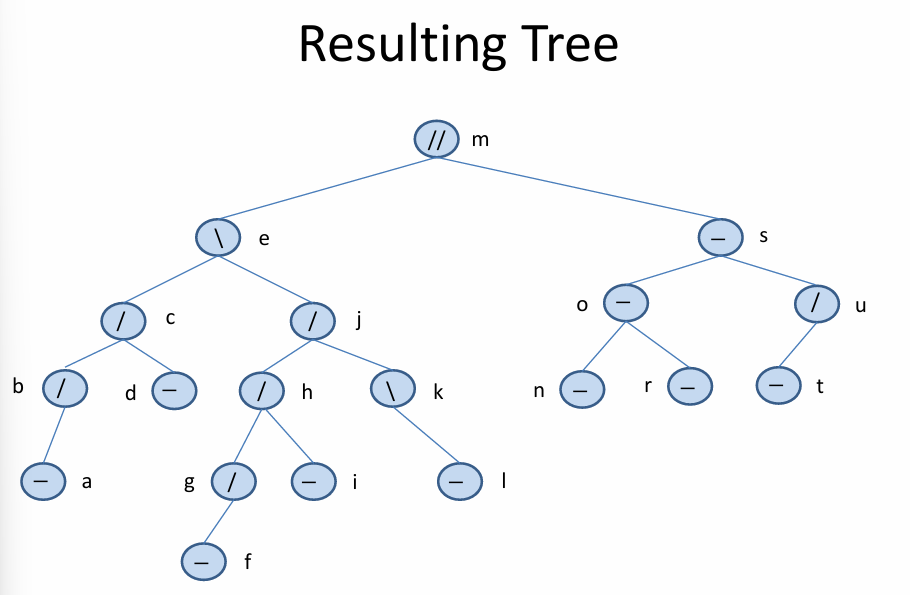 Resulting Tree
// m
\ e
– s
/ c
/ j
o –
/ u
b /
d –
/ h
\ k
n –
r –
– t
– a
g /
– i
– l
– f